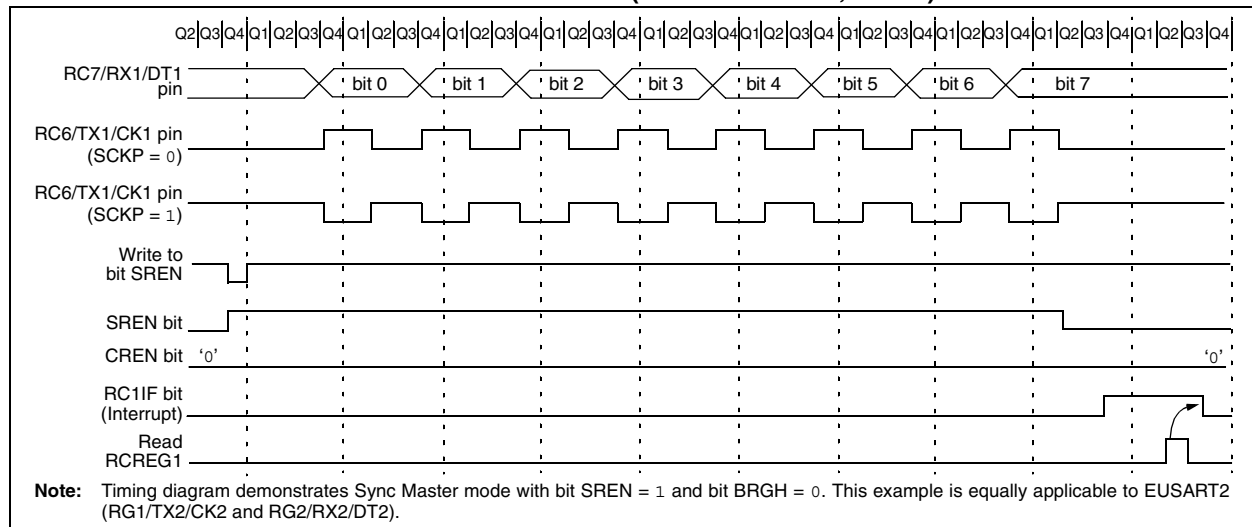 Q2 Q3 Q4 Q1 Q2 Q3 Q4 Q1 Q2 Q3 Q4 Q1 Q2 Q3 Q4 Q1 Q2 Q3 Q4 Q1 Q2 Q3 Q4 Q1 Q2 Q3 Q4 Q1 Q2 Q3 Q4 Q1 Q2 Q3 Q4 Q1 Q2 Q3 Q4 Q1 Q2 Q3 Q4
RC7/RX1/DT1
pin
bit 0 bit 1 bit 2 bit 3 bit 4 bit 5 bit 6 bit 7
RC6/TX1/CK1 pin
(SCKP = 0)
RC6/TX1/CK1 pin
(SCKP = 1)
Write to
bit SREN
SREN bit
CREN bit ‘0’ ‘0’
RC1IF bit
(Interrupt)
Read
RCREG1
Note: Timing diagram demonstrates Sync Master mode with bit SREN = 1 and bit BRGH = 0. This example is equally applicable to EUSART2
(RG1/TX2/CK2 and RG2/RX2/DT2).